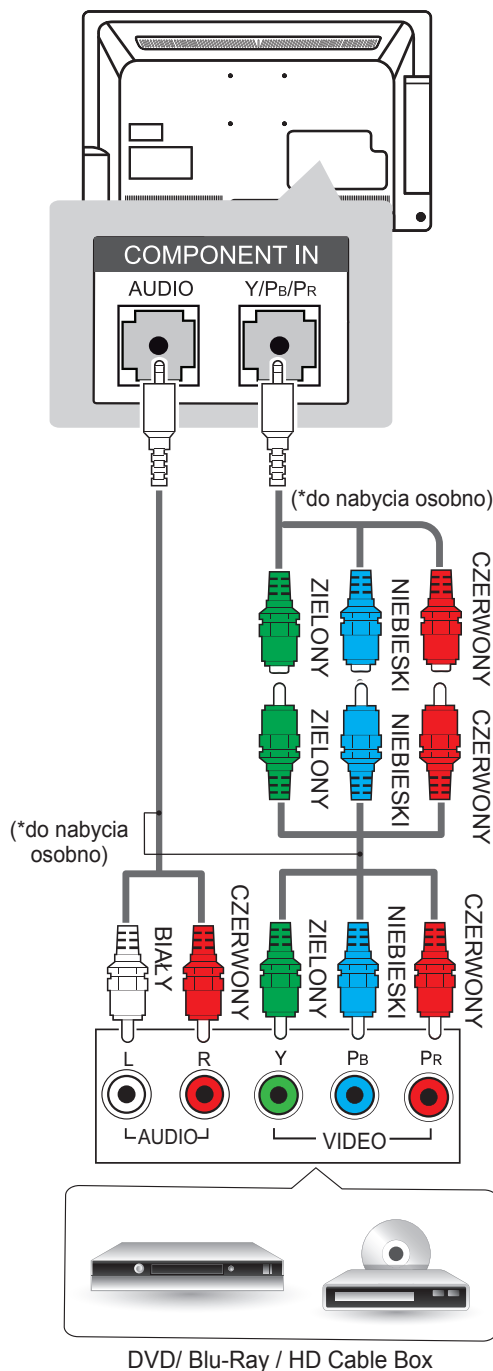 COMPONENT IN
AUDIO Y/PB/PR
(*do nabycia osobno)
ZIELONY NIEBIESKI CZERWONY
ZIELONY NIEBIESKI CZERWONY
(*do nabycia
osobno)
BIAŁY CZERWONY ZIELONY NIEBIESKI CZERWONY
L R Y PB PR
AUDIO VIDEO
DVD/ Blu-Ray / HD Cable Box